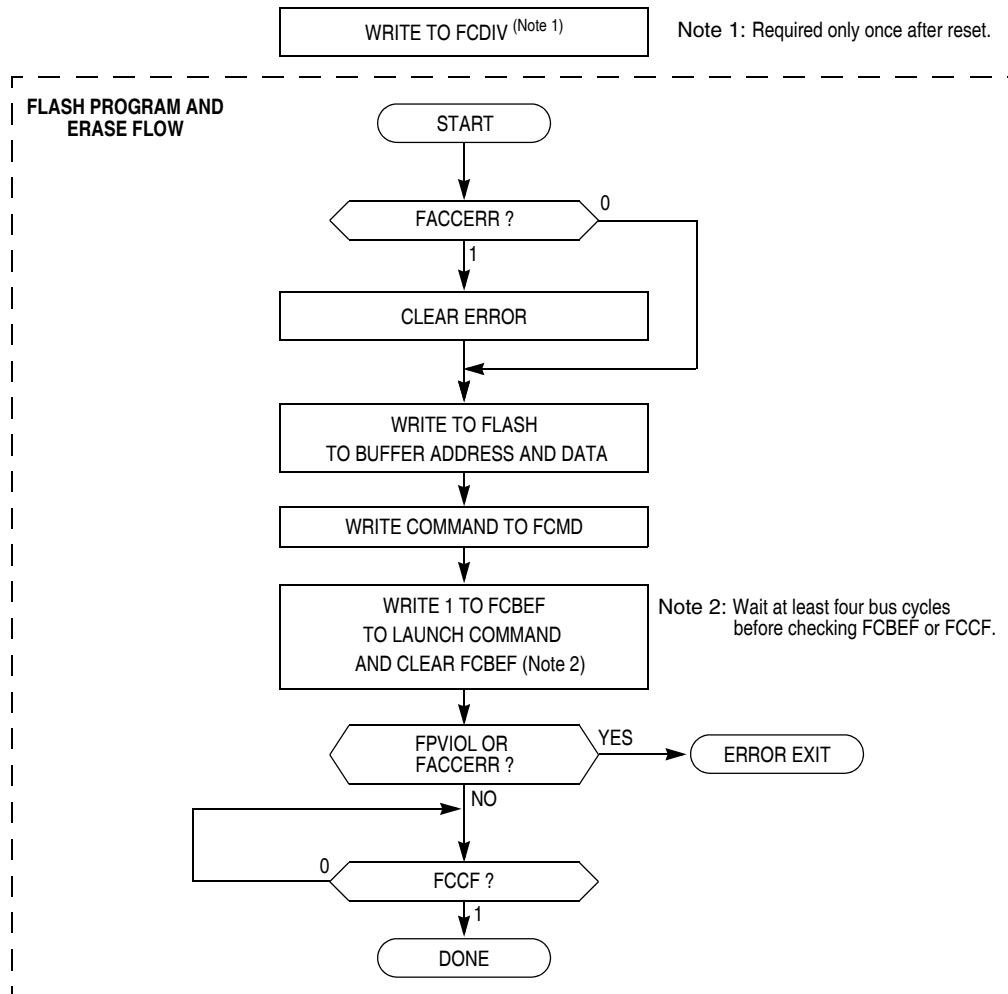 WRITE TO FCDIV (Note 1)
Note 1: Required only once after reset.
FLASH PROGRAM AND
ERASE FLOW
START
FACCERR ?
0
1
CLEAR ERROR
WRITE TO FLASH
TO BUFFER ADDRESS AND DATA
WRITE COMMAND TO FCMD
WRITE 1 TO FCBEF
TO LAUNCH COMMAND
AND CLEAR FCBEF (Note 2)
Note 2: Wait at least four bus cycles
before checking FCBEF or FCCF.
FPVIOL OR
FACCERR ?
YES
ERROR EXIT
NO
0
FCCF ?
1
DONE